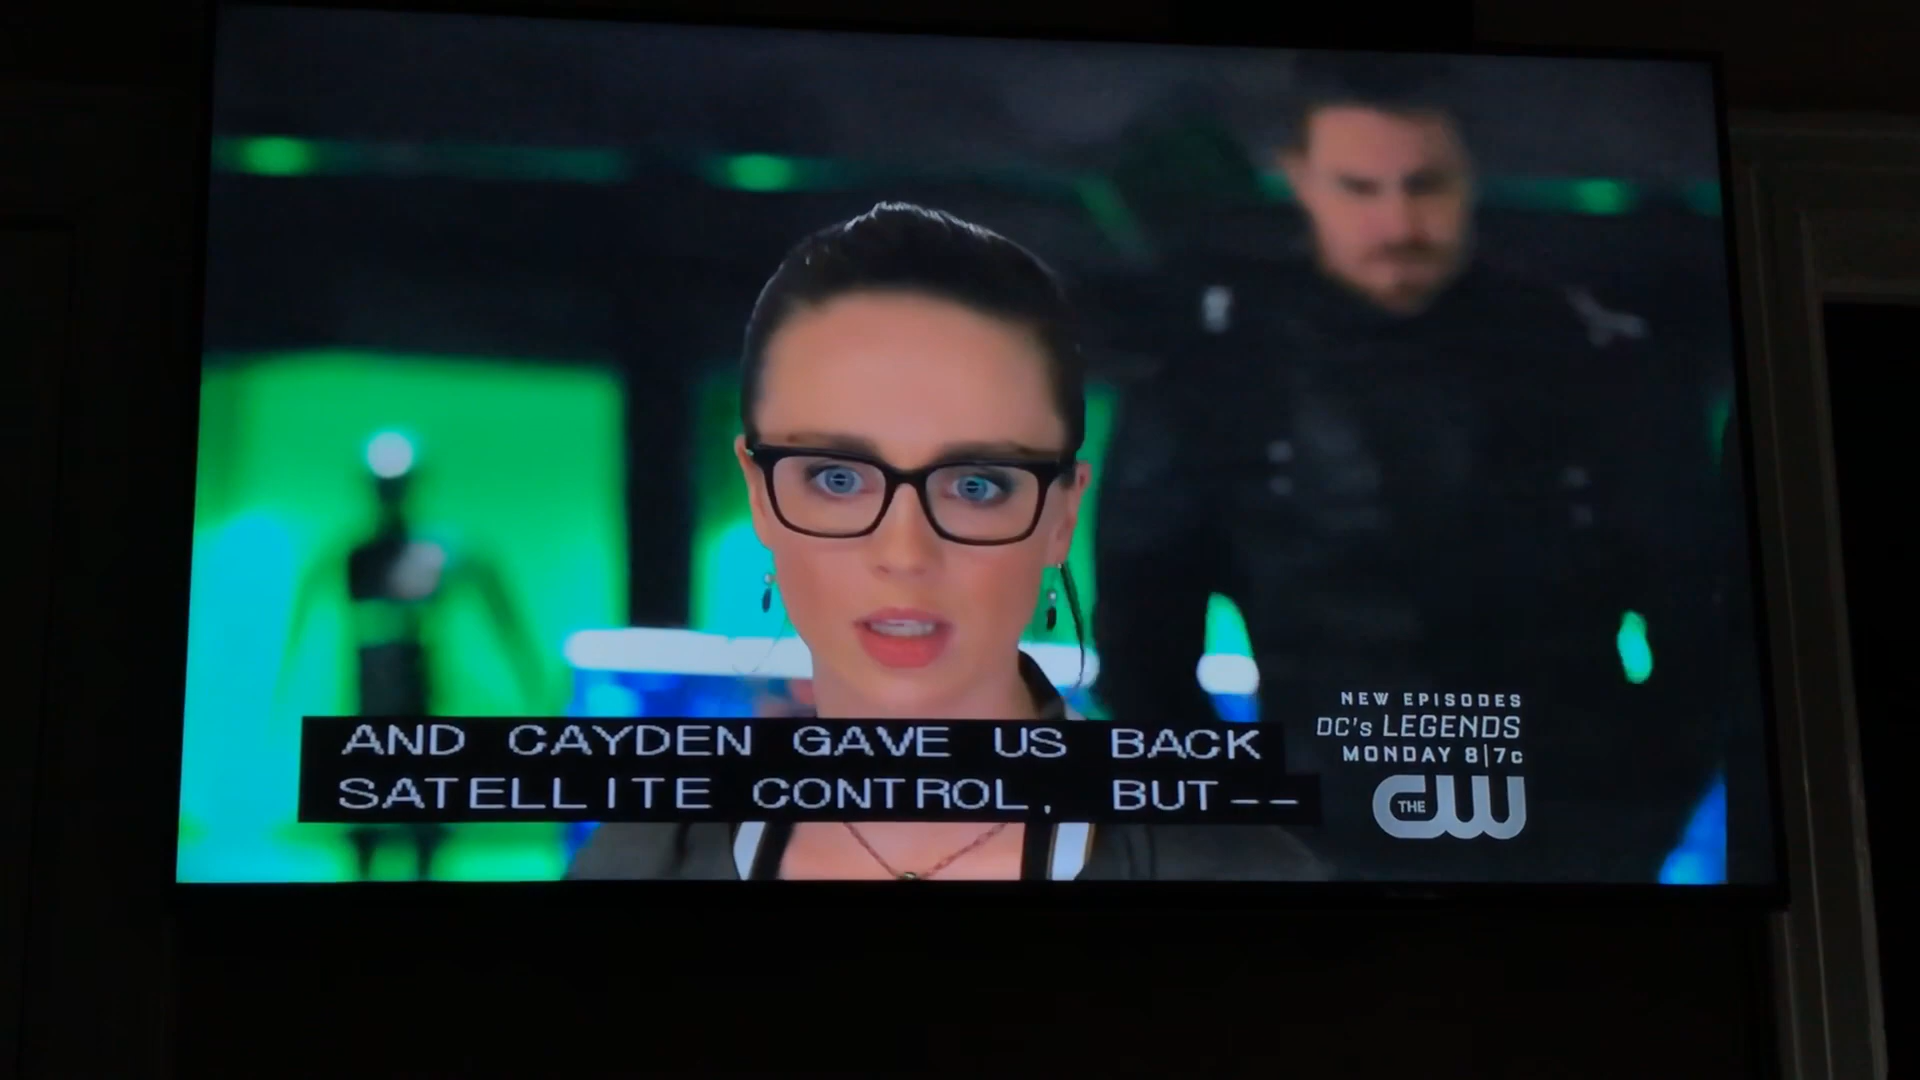 AND CAYDEN GAVE US BACK
SATELLITE CONTROL, BUT--
NEW EPISODES
DC's LEGENDS
MONDAY 8|7c
THE CW